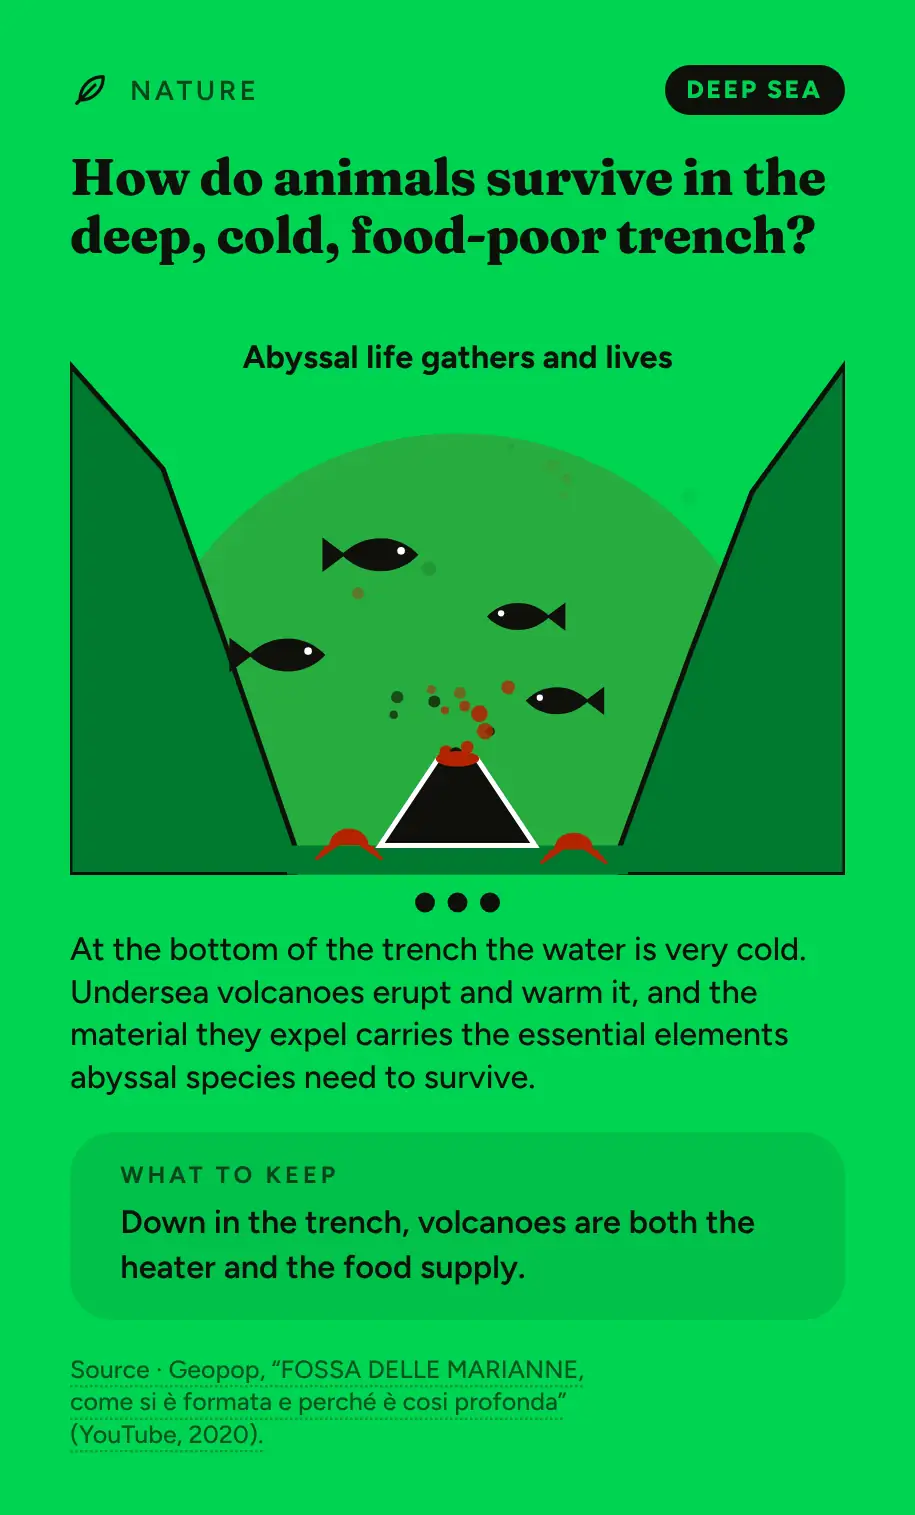 NATURE
DEEP SEA
How do animals survive in the
deep, cold, food-poor trench?
Abyssal life gathers and lives
At the bottom of the trench the water is very cold.
Undersea volcanoes erupt and warm it, and the
material they expel carries the essential elements
abyssal species need to survive.
WHAT TO KEEP
Down in the trench, volcanoes are both the
heater and the food supply.
Source · Geopop, “FOSSA DELLE MARIANNE,
come si è formata e perché è cosi profonda”
(YouTube, 2020).